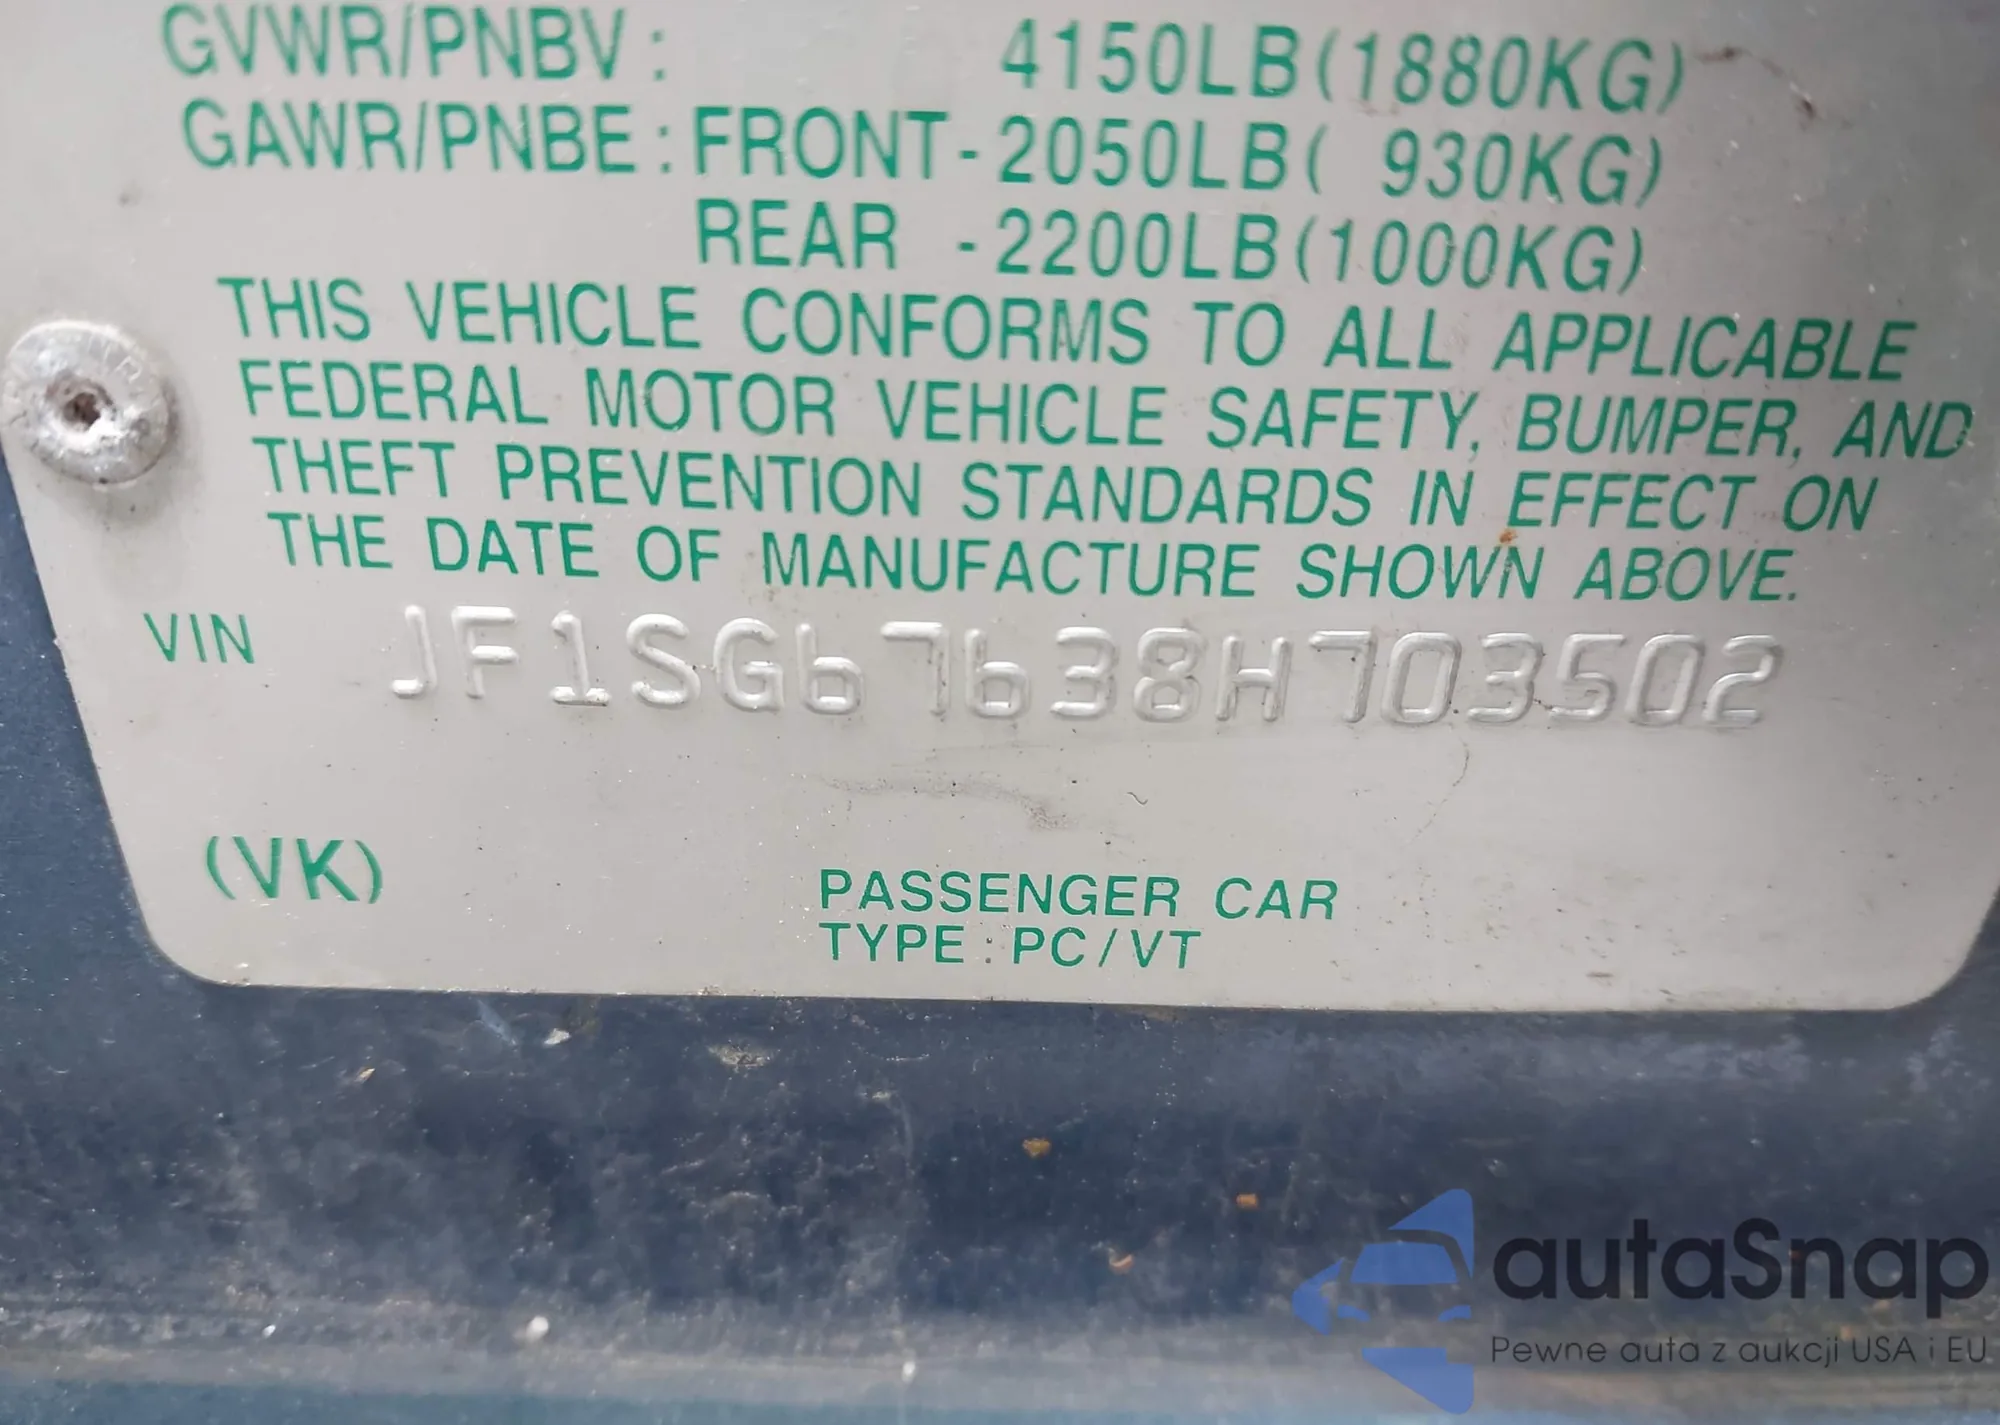 GVWR/PNBV: 4150LB(1880KG)
GAWR/PNBE: FRONT-2050LB( 930KG)
REAR -2200LB(1000KG)
THIS VEHICLE CONFORMS TO ALL APPLICABLE
FEDERAL MOTOR VEHICLE SAFETY, BUMPER, AND
THEFT PREVENTION STANDARDS IN EFFECT ON
THE DATE OF MANUFACTURE SHOWN ABOVE.
VIN JF1SG67638H703502
(VK)
PASSENGER CAR
TYPE: PC/VT
autaSnap
Pewne auta z aukcji USA i EU